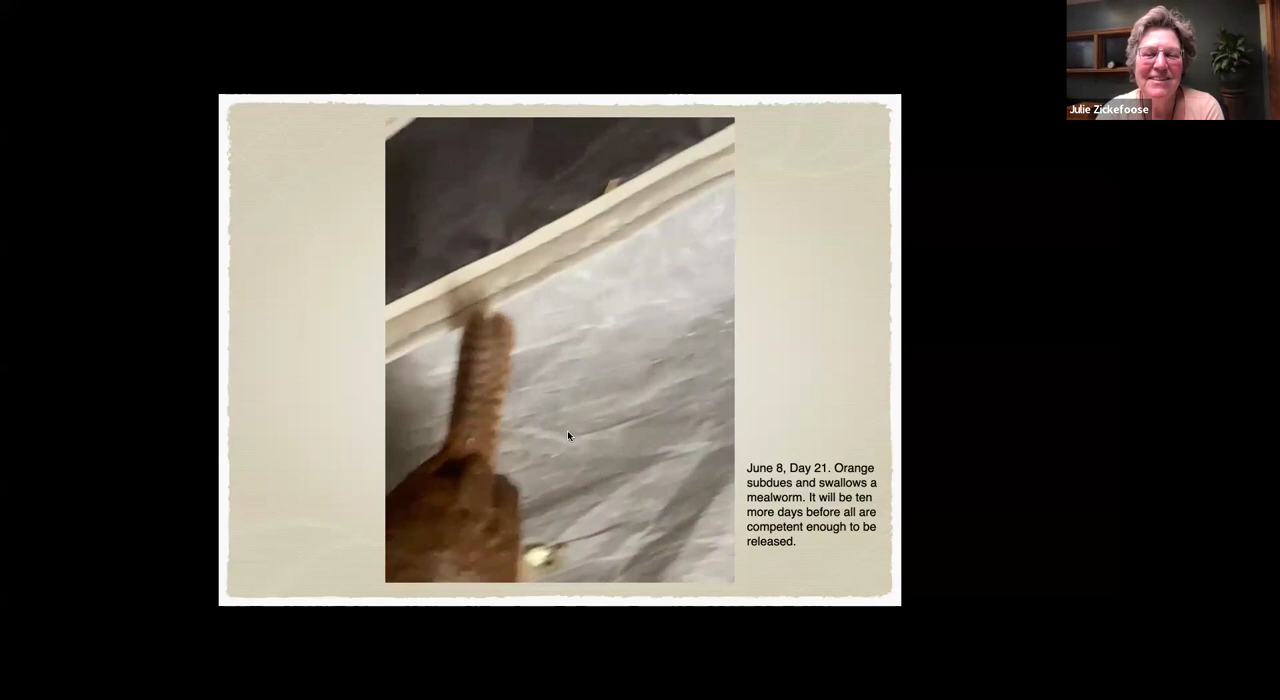 Julie Zickefoose
June 8, Day 21. Orange
subdues and swallows a
mealworm. It will be ten
more days before all are
competent enough to be
released.